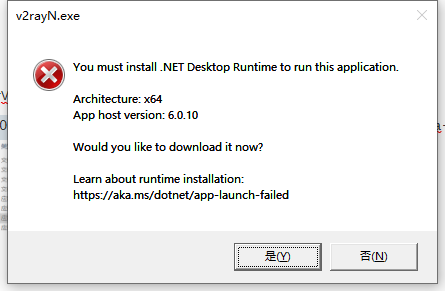 v2rayN.exe
You must install .NET Desktop Runtime to run this application.
Architecture: x64
App host version: 6.0.10
Would you like to download it now?
Learn about runtime installation:
https://aka.ms/dotnet/app-launch-failed
是(Y)
否(N)